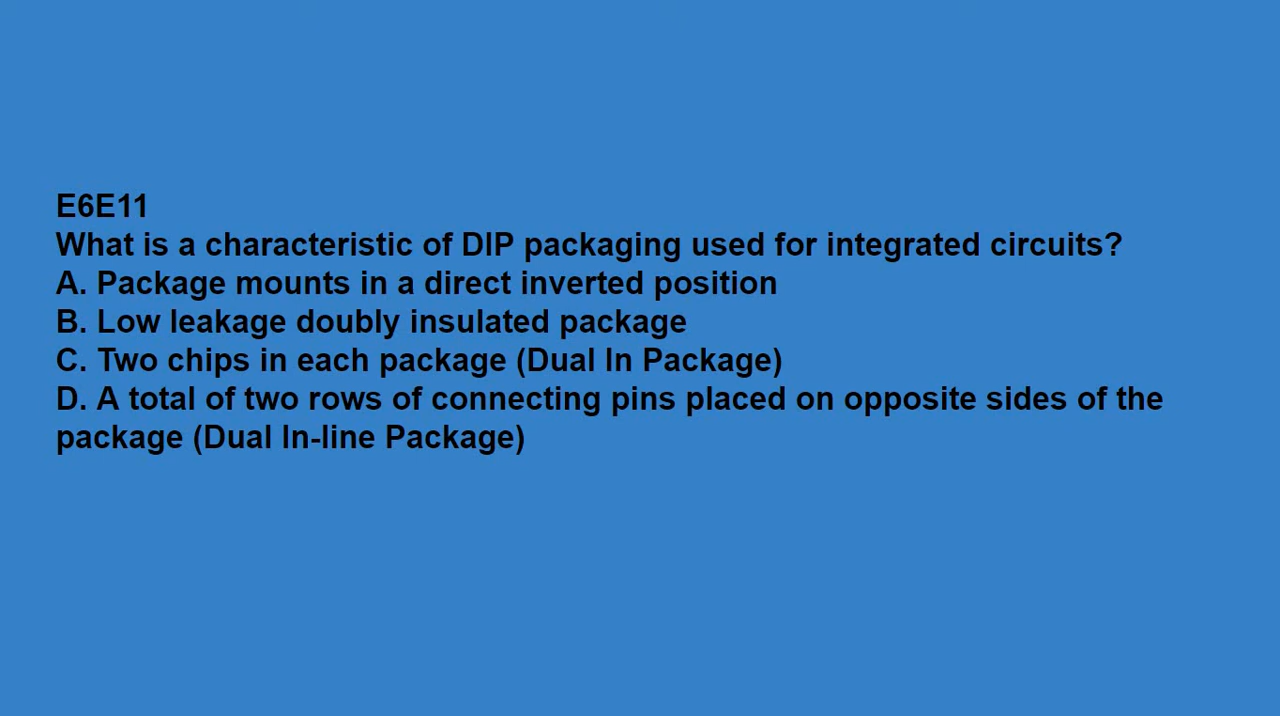 E6E11
What is a characteristic of DIP packaging used for integrated circuits?
A. Package mounts in a direct inverted position
B. Low leakage doubly insulated package
C. Two chips in each package (Dual In Package)
D. A total of two rows of connecting pins placed on opposite sides of the
package (Dual In-line Package)